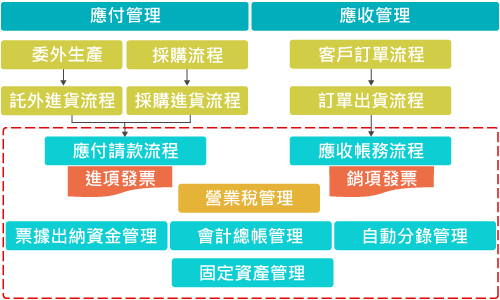 應付管理
應收管理
委外生產
採購流程
客戶訂單流程
託外進貨流程
採購進貨流程
訂單出貨流程
應付請款流程
應收帳務流程
進項發票
銷項發票
營業稅管理
票據出納資金管理
會計總帳管理
自動分錄管理
固定資產管理